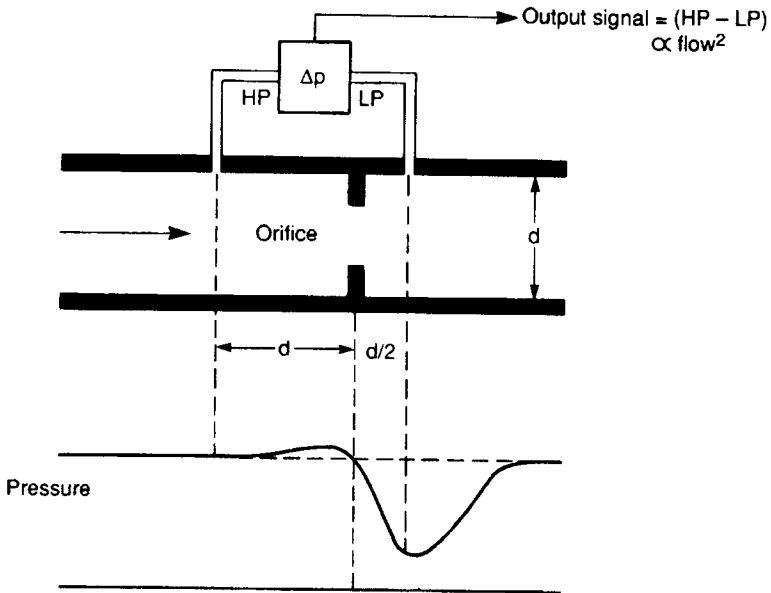 Output signal = (HP – LP)
∝ flow²
Δp
HP
LP
Orifice
d
d
d/2
Pressure